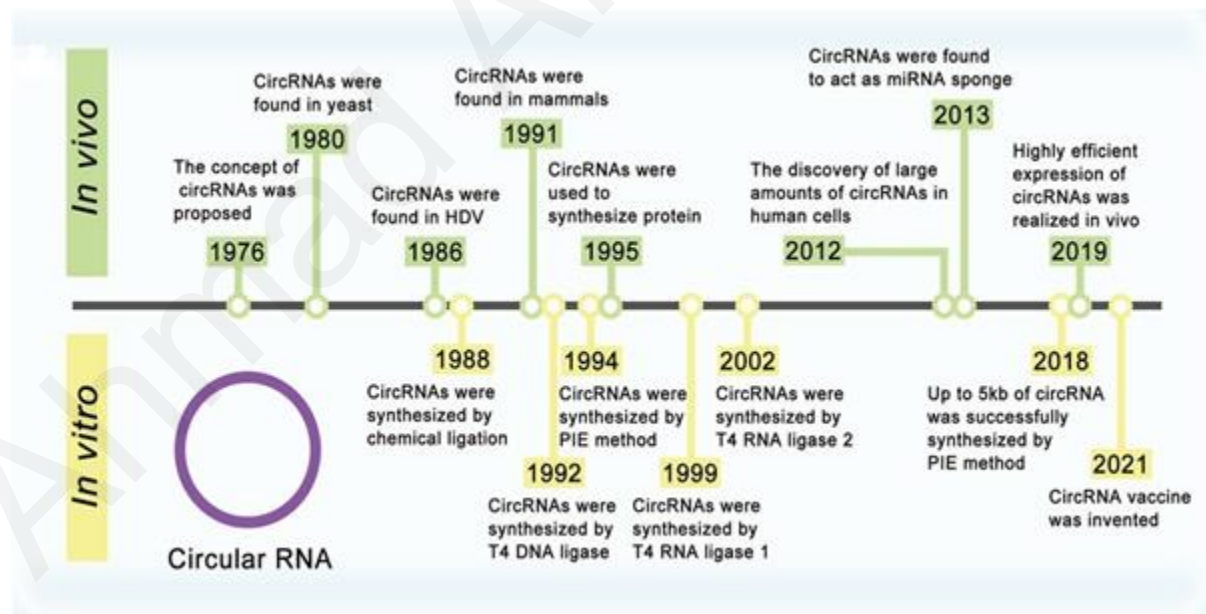 In vivo
The concept of
circRNAs was
proposed
1976
CircRNAs were
found in yeast
1980
CircRNAs were
found in HDV
1986
CircRNAs were
found in mammals
1991
CircRNAs were
used to
synthesize protein
1995
The discovery of large
amounts of circRNAs in
human cells
2012
CircRNAs were found
to act as miRNA sponge
2013
Highly efficient
expression of
circRNAs was
realized in vivo
2019
In vitro
Circular RNA
1988
CircRNAs were
synthesized by
chemical ligation
1992
CircRNAs were
synthesized by
T4 DNA ligase
1994
CircRNAs were
synthesized by
PIE method
1999
CircRNAs were
synthesized by
T4 RNA ligase 1
2002
CircRNAs were
synthesized by
T4 RNA ligase 2
2018
Up to 5kb of circRNA
was successfully
synthesized by
PIE method
2021
CircRNA vaccine
was invented
Ahmad